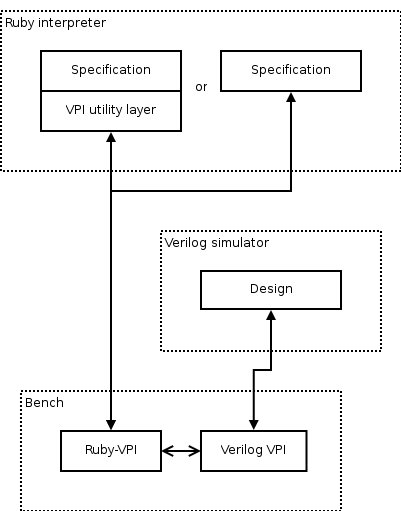 Ruby interpreter
Specification
or
Specification
VPI utility layer
Verilog simulator
Design
Bench
Ruby-VPI
Verilog VPI